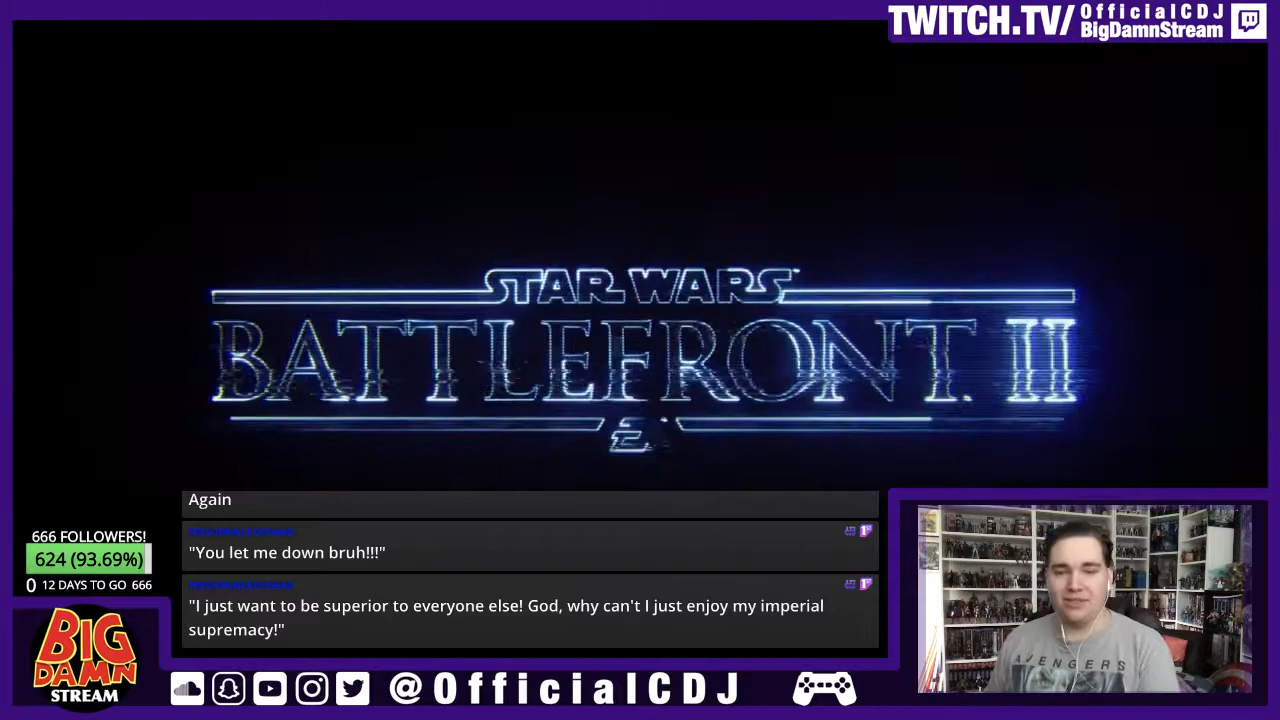 TWITCH.TV/ OfficialCDJ
BigDamnStream
STAR WARS
BATTLEFRONT II
Again
"You let me down bruh!!!"
"I just want to be superior to everyone else! God, why can't I just enjoy my imperial
supremacy!"
666 FOLLOWERS!
624 (93.69%)
0 12 DAYS TO GO 666
BIG
DAMN
STREAM
@OfficialCDJ
AVENGERS